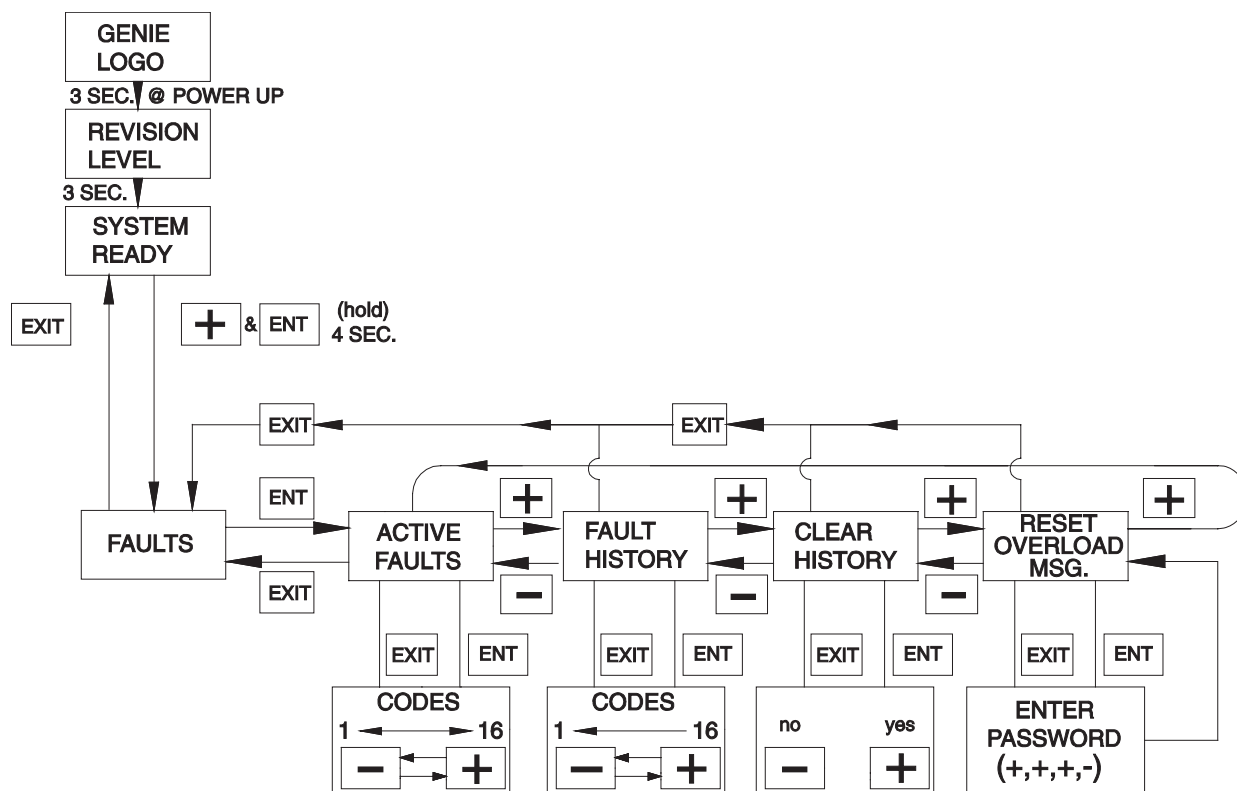 GENIE
LOGO
3 SEC. @ POWER UP
REVISION
LEVEL
3 SEC.
SYSTEM
READY
EXIT
+ & ENT (hold)
4 SEC.
EXIT
EXIT
ENT
+
+
+
+
FAULTS
ACTIVE
FAULTS
FAULT
HISTORY
CLEAR
HISTORY
RESET
OVERLOAD
MSG.
EXIT
−
−
−
EXIT
ENT
EXIT
ENT
EXIT
ENT
EXIT
ENT
CODES
1 16
− +
CODES
1 16
− +
no yes
− +
ENTER
PASSWORD
(+,+,+,-)